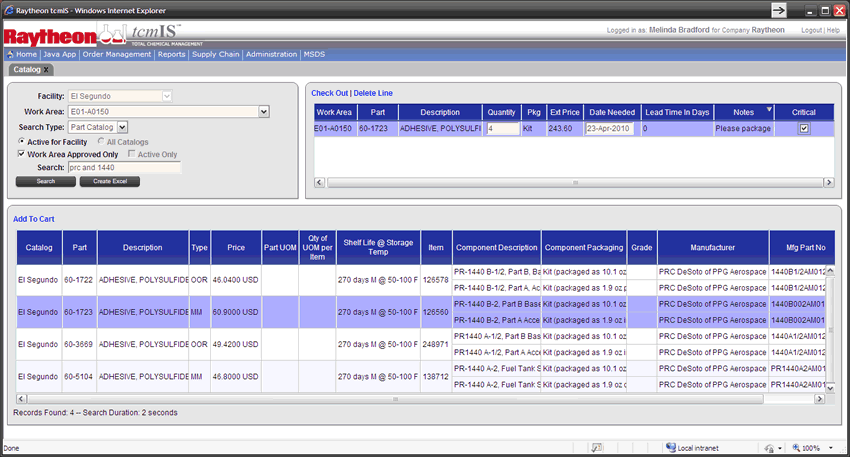 Raytheon tcmIS - Windows Internet Explorer
Raytheon tcmIS
TOTAL CHEMICAL MANAGEMENT
Logged in as: Melinda Bradford for Company Raytheon Logout | Help
Home | Java App | Order Management | Reports | Supply Chain | Administration | MSDS
Catalog x
Facility: El Segundo
Work Area: E01-A0150
Search Type: Part Catalog
Active for Facility All Catalogs
Work Area Approved Only Active Only
Search: prc and 1440
Search Create Excel
Check Out | Delete Line
Work Area Part Description Quantity Pkg Ext Price Date Needed Lead Time In Days Notes Critical
E01-A0150 60-1723 ADHESIVE, POLYSULFI 4 Kit 243.60 23-Apr-2010 0 Please package
Add To Cart
Catalog Part Description Type Price Part UOM Qty of UOM per Item Shelf Life @ Storage Temp Item Component Description Component Packaging Grade Manufacturer Mfg Part No
El Segundo 60-1722 ADHESIVE, POLYSULFIDE OOR 46.0400 USD 270 days M @ 50-100 F 126578 PR-1440 B-1/2, Part B, Ba Kit (packaged as 10.1 oz PRC DeSoto of PPG Aerospace 1440B1/2AM012
PR-1440 B-1/2, Part A, Ac Kit (packaged as 1.9 oz p PRC DeSoto of PPG Aerospace 1440B1/2AM012
El Segundo 60-1723 ADHESIVE, POLYSULFIDE MM 60.9000 USD 270 days M @ 50-100 F 126560 PR-1440 B-2, Part B Base Kit (packaged as 10.1 oz PRC DeSoto of PPG Aerospace 1440B002AM01
PR-1440 B-2, Part A Acce Kit (packaged as 1.9 oz i PRC DeSoto of PPG Aerospace 1440B002AM01
El Segundo 60-3669 ADHESIVE, POLYSULFIDE OOR 49.4200 USD 270 days M @ 50-100 F 248971 PR1440 A-1/2, Part B Bas Kit (packaged as 10.1 oz PRC DeSoto of PPG Aerospace 1440A1/2AM012
PR-1440 A-1/2, Part A Acc Kit (packaged as 1.9 oz i PRC DeSoto of PPG Aerospace 1440A1/2AM012
El Segundo 60-5104 ADHESIVE, POLYSULFIDE MM 46.8000 USD 270 days M @ 50-100 F 138712 PR-1440 A-2, Fuel Tank S Kit (packaged as 10.1 oz PRC DeSoto of PPG Aerospace PR1440A2AM01
PR-1440 A-2, Fuel Tank S Kit (packaged as 1.9 oz c PRC DeSoto of PPG Aerospace PR1440A2AM01
Records Found: 4 -- Search Duration: 2 seconds
Done Local intranet 100%